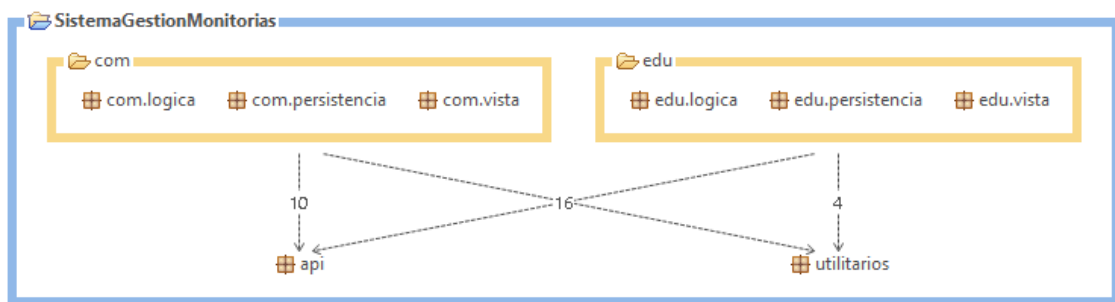 SistemaGestionMonitorias
com edu
com.logica com.persistencia com.vista edu.logica edu.persistencia edu.vista
10 16 4
api utilitarios